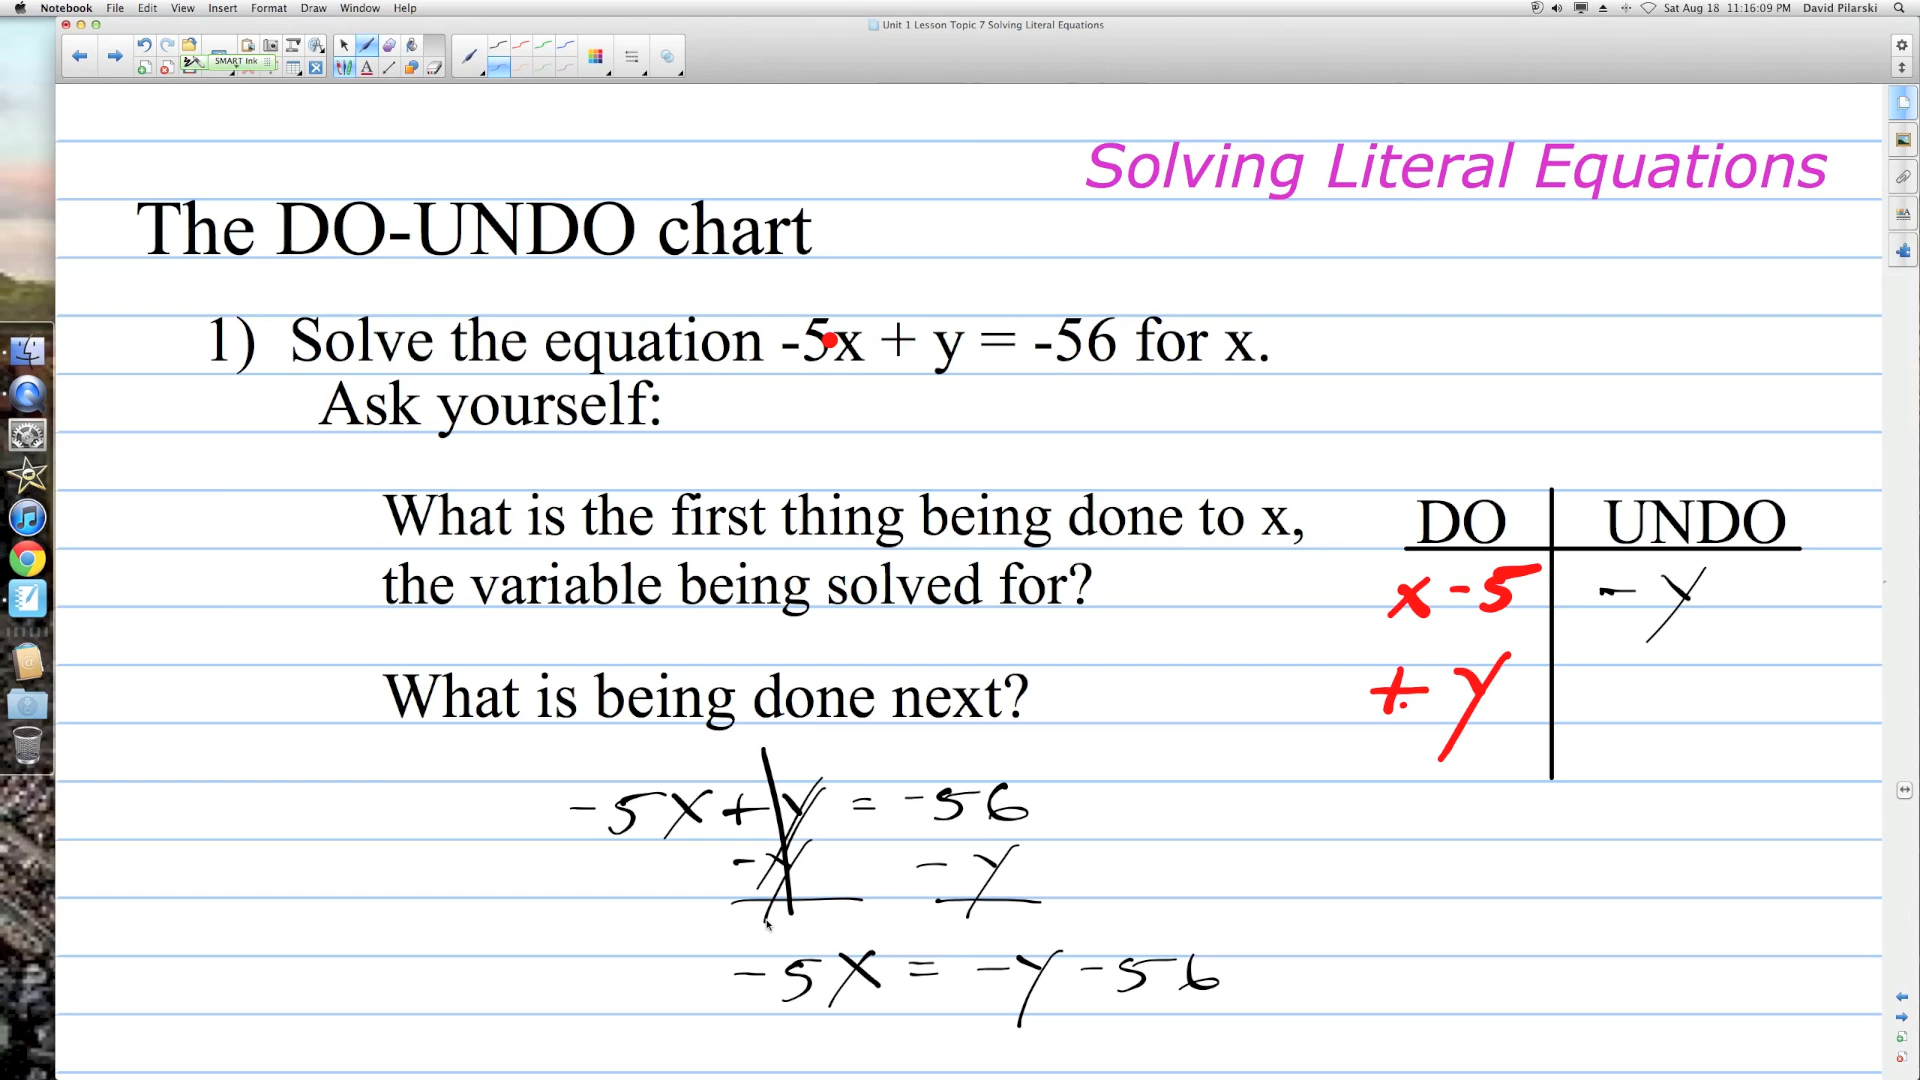 Notebook File Edit View Insert Format Draw Window Help
Sat Aug 18 11:16:09 PM David Pilarski
Unit 1 Lesson Topic 7 Solving Literal Equations
SMART Ink
Solving Literal Equations
The DO-UNDO chart
1) Solve the equation -5x + y = -56 for x.
Ask yourself:
What is the first thing being done to x,
the variable being solved for?
What is being done next?
DO UNDO
x -5 - y
+ y
-5x + y = -56
-y - y
-5x = -y -56